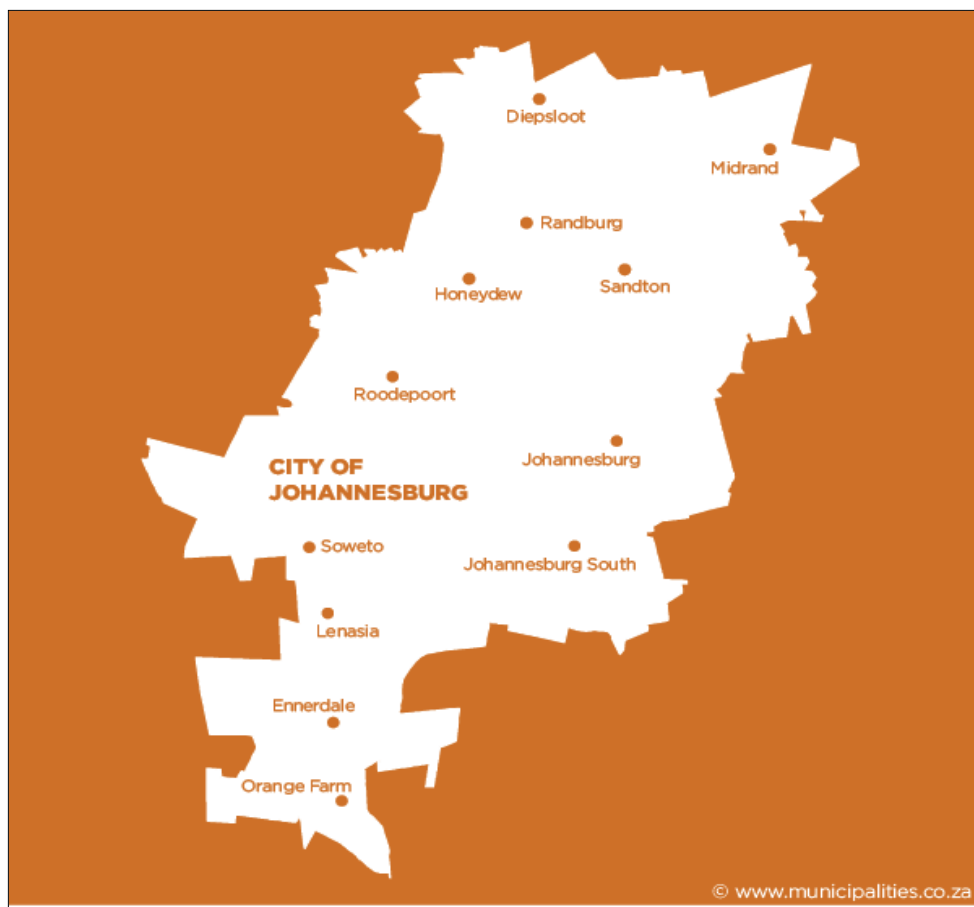 Diepsloot
Midrand
Randburg
Sandton
Honeydew
Roodepoort
Johannesburg
CITY OF
JOHANNESBURG
Soweto
Johannesburg South
Lenasia
Ennerdale
Orange Farm
© www.municipalities.co.za